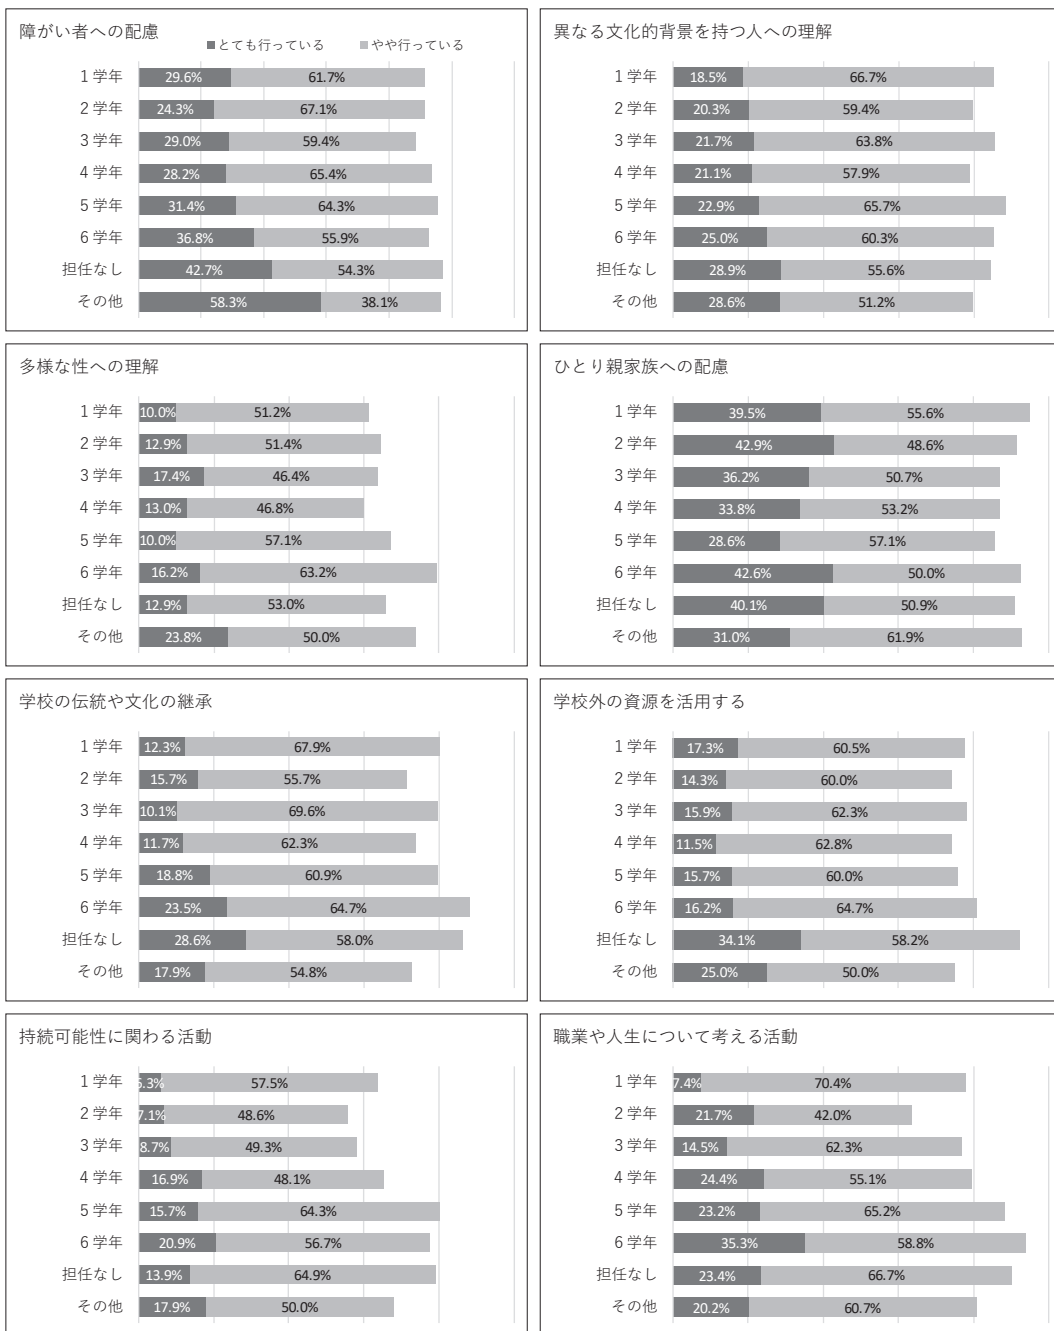 障がい者への配慮
■とても行っている ■やや行っている
1学年 29.6% 61.7%
2学年 24.3% 67.1%
3学年 29.0% 59.4%
4学年 28.2% 65.4%
5学年 31.4% 64.3%
6学年 36.8% 55.9%
担任なし 42.7% 54.3%
その他 58.3% 38.1%
異なる文化的背景を持つ人への理解
1学年 18.5% 66.7%
2学年 20.3% 59.4%
3学年 21.7% 63.8%
4学年 21.1% 57.9%
5学年 22.9% 65.7%
6学年 25.0% 60.3%
担任なし 28.9% 55.6%
その他 28.6% 51.2%
多様な性への理解
1学年 10.0% 51.2%
2学年 12.9% 51.4%
3学年 17.4% 46.4%
4学年 13.0% 46.8%
5学年 10.0% 57.1%
6学年 16.2% 63.2%
担任なし 12.9% 53.0%
その他 23.8% 50.0%
ひとり親家族への配慮
1学年 39.5% 55.6%
2学年 42.9% 48.6%
3学年 36.2% 50.7%
4学年 33.8% 53.2%
5学年 28.6% 57.1%
6学年 42.6% 50.0%
担任なし 40.1% 50.9%
その他 31.0% 61.9%
学校の伝統や文化の継承
1学年 12.3% 67.9%
2学年 15.7% 55.7%
3学年 10.1% 69.6%
4学年 11.7% 62.3%
5学年 18.8% 60.9%
6学年 23.5% 64.7%
担任なし 28.6% 58.0%
その他 17.9% 54.8%
学校外の資源を活用する
1学年 17.3% 60.5%
2学年 14.3% 60.0%
3学年 15.9% 62.3%
4学年 11.5% 62.8%
5学年 15.7% 60.0%
6学年 16.2% 64.7%
担任なし 34.1% 58.2%
その他 25.0% 50.0%
持続可能性に関わる活動
1学年 57.5%
2学年 7.1% 48.6%
3学年 8.7% 49.3%
4学年 16.9% 48.1%
5学年 15.7% 64.3%
6学年 20.9% 56.7%
担任なし 13.9% 64.9%
その他 17.9% 50.0%
職業や人生について考える活動
1学年 7.4% 70.4%
2学年 21.7% 42.0%
3学年 14.5% 62.3%
4学年 24.4% 55.1%
5学年 23.2% 65.2%
6学年 35.3% 58.8%
担任なし 23.4% 66.7%
その他 20.2% 60.7%